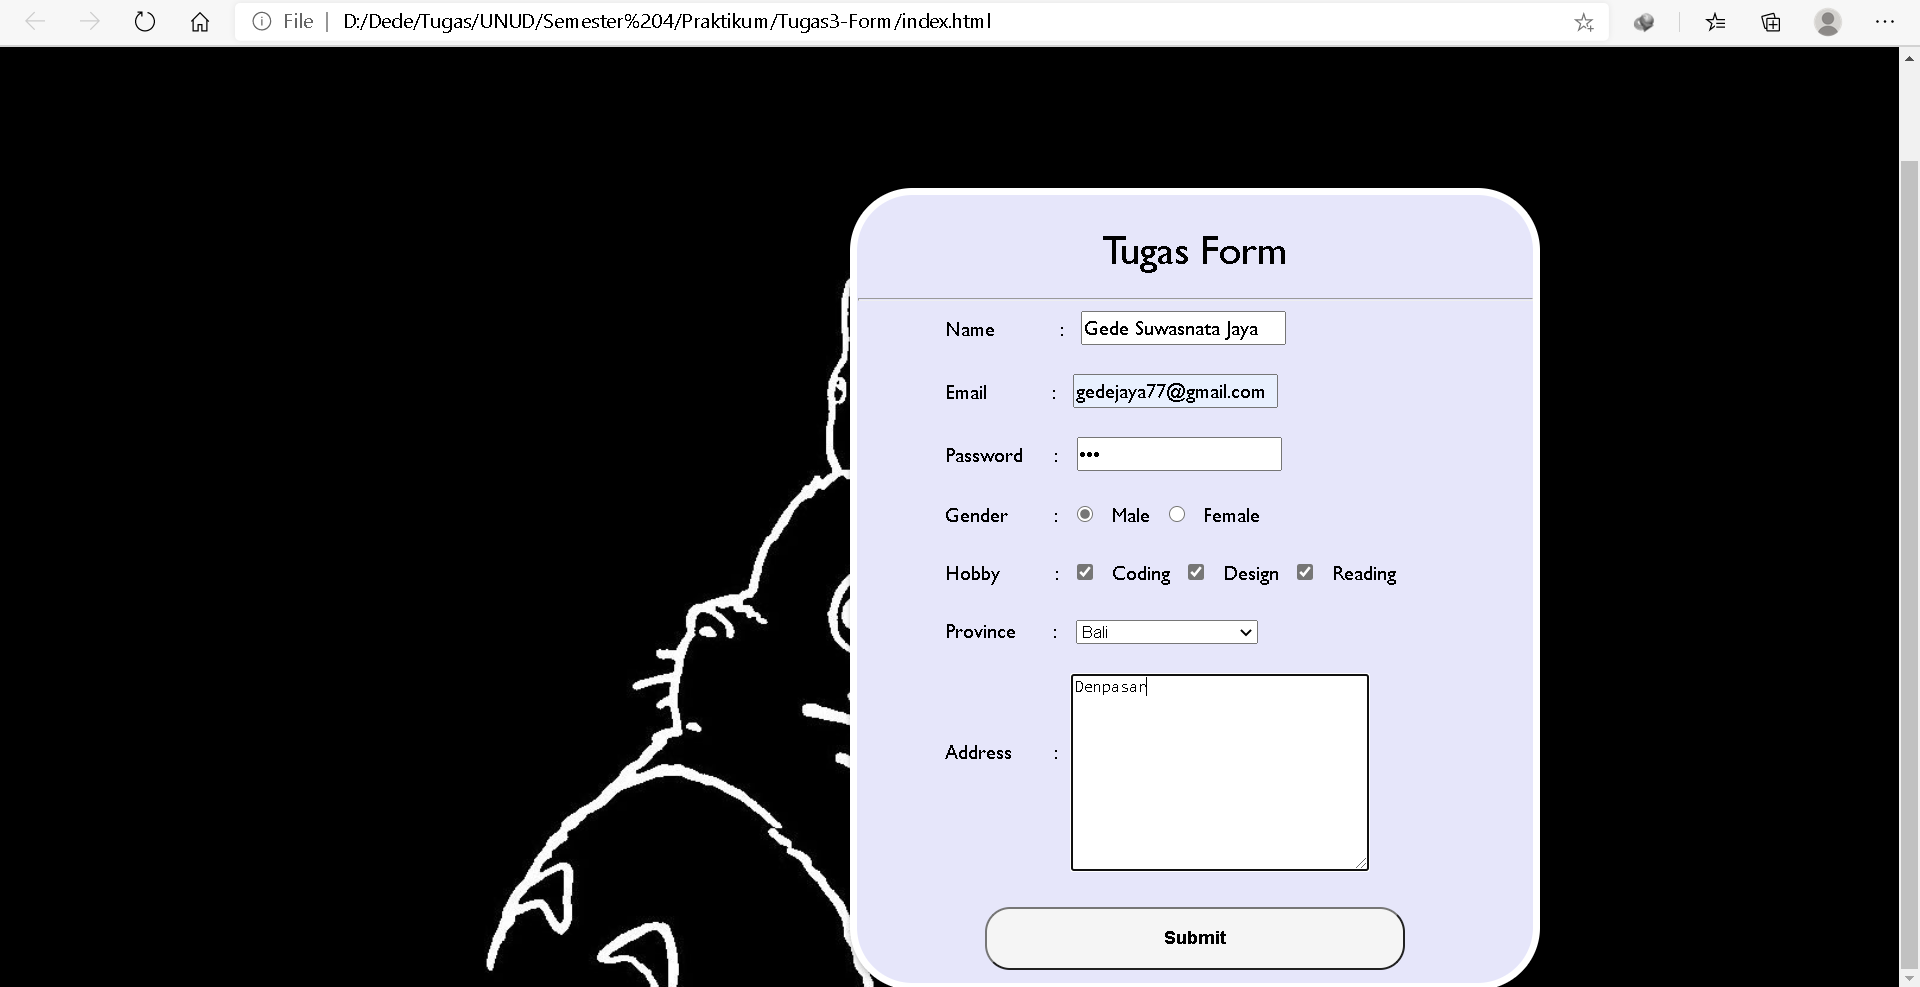 File | D:/Dede/Tugas/UNUD/Semester%204/Praktikum/Tugas3-Form/index.html
Tugas Form
Name : Gede Suwasnata Jaya
Email : gedejaya77@gmail.com
Password : •••
Gender : Male Female
Hobby : Coding Design Reading
Province : Bali
Address : Denpasar
Submit